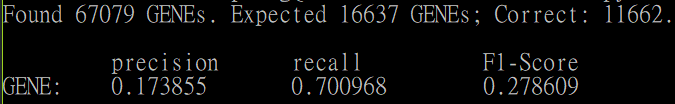 Found 67079 GENEs. Expected 16637 GENEs; Correct: 11662.
precision recall F1-Score
GENE: 0.173855 0.700968 0.278609